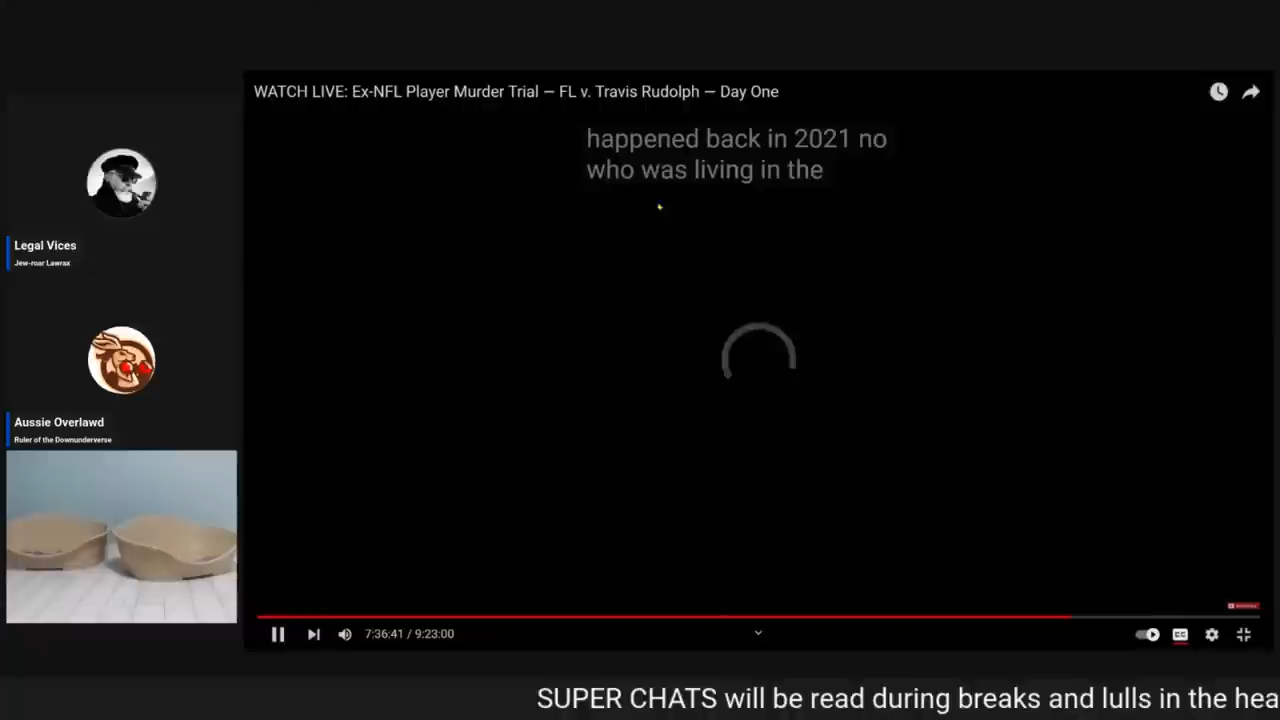 WATCH LIVE: Ex-NFL Player Murder Trial — FL v. Travis Rudolph — Day One
happened back in 2021 no
who was living in the
Legal Vices
Jew-roar Lawrax
Aussie Overlawd
Ruler of the Downunderverse
7:36:41 / 9:23:00
CC
SUPER CHATS will be read during breaks and lulls in the hea